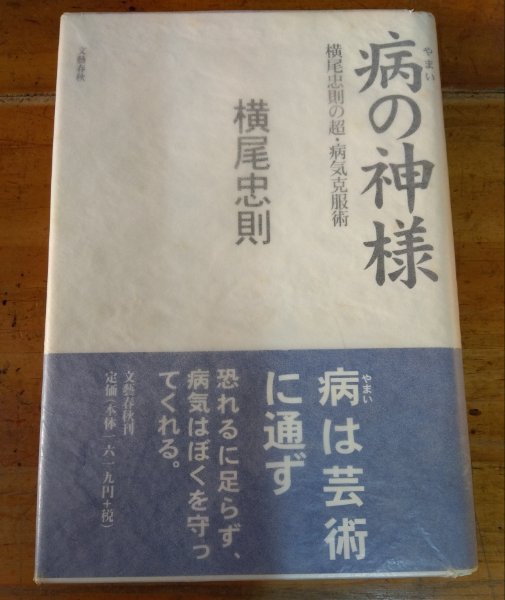 病の神様
やまい
横尾忠則の超・病気克服術
横尾忠則
文藝春秋
病は芸術
やまい
に通ず
恐れるに足らず、
病気はぼくを守っ
てくれる。
文藝春秋刊
定価(本体一六一九円+税)